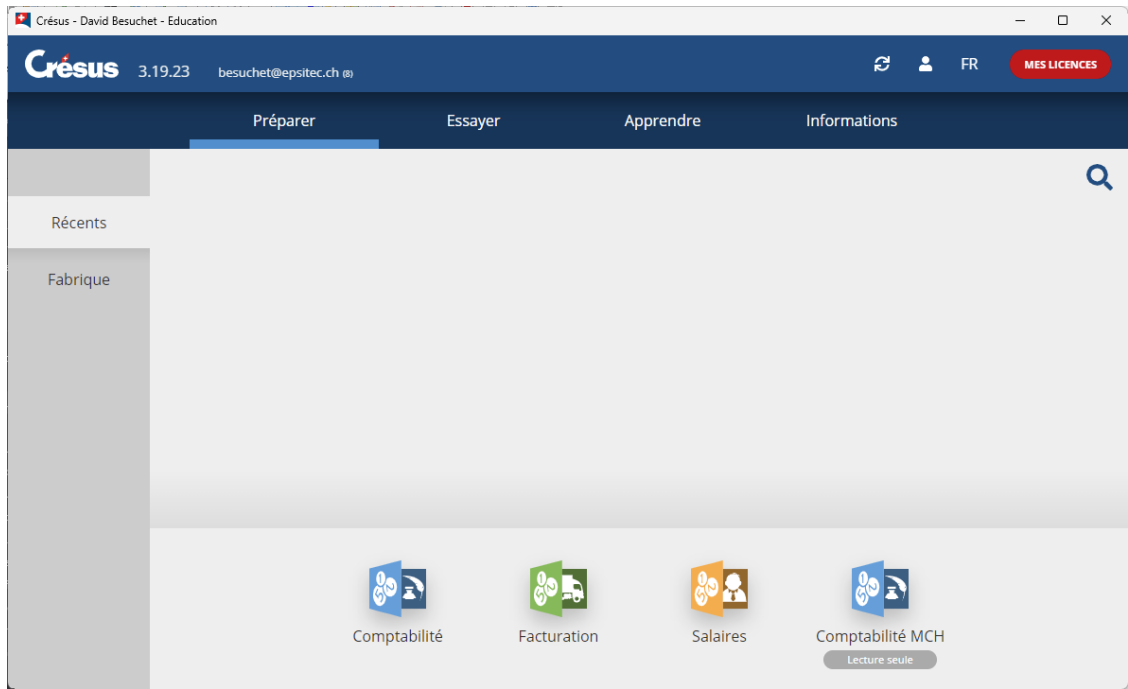 Crésus - David Besuchet - Education
Crésus 3.19.23 besuchet@epsitec.ch (8) FR MES LICENCES
Préparer Essayer Apprendre Informations
Récents
Fabrique
Comptabilité Facturation Salaires Comptabilité MCH
Lecture seule